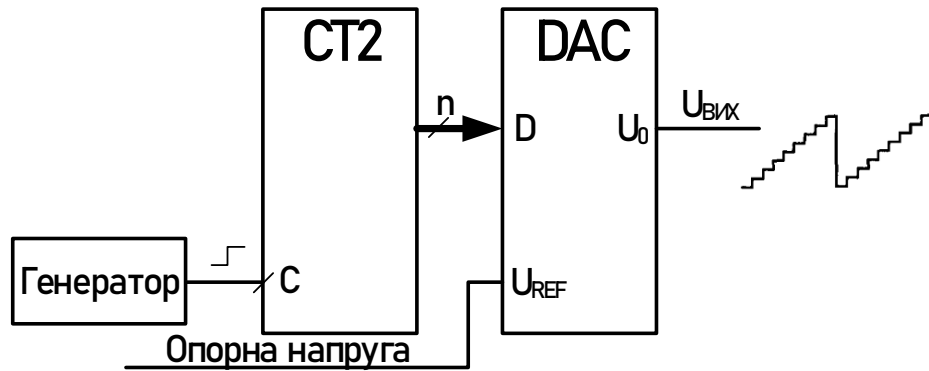 CT2
DAC
n
D
U₀
Uвих
Генератор
C
UREF
Опорна напруга